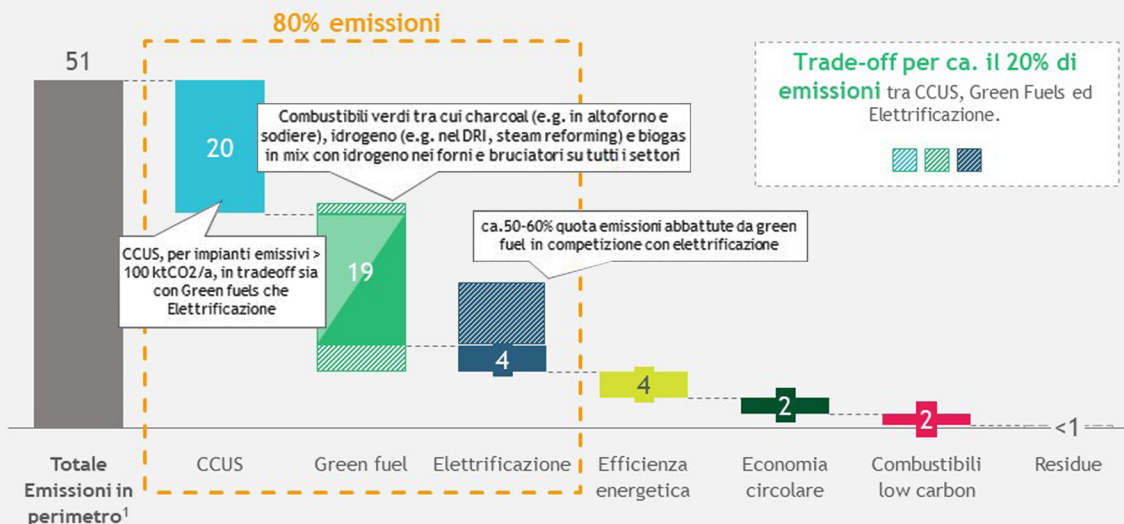 80% emissioni
51
Trade-off per ca. il 20% di
emissioni tra CCUS, Green Fuels ed
Elettrificazione.
Combustibili verdi tra cui charcoal (e.g. in altoforno e
sodiere), idrogeno (e.g. nel DRI, steam reforming) e biogas
in mix con idrogeno nei forni e bruciatori su tutti i settori
20
ca.50-60% quota emissioni abbattute da green
fuel in competizione con elettrificazione
CCUS, per impianti emissivi >
100 ktCO2/a, in tradeoff sia
con Green fuels che
Elettrificazione
19
4
4
2
2
<1
Totale
Emissioni in
perimetro1
CCUS
Green fuel
Elettrificazione
Efficienza
energetica
Economia
circolare
Combustibili
low carbon
Residue